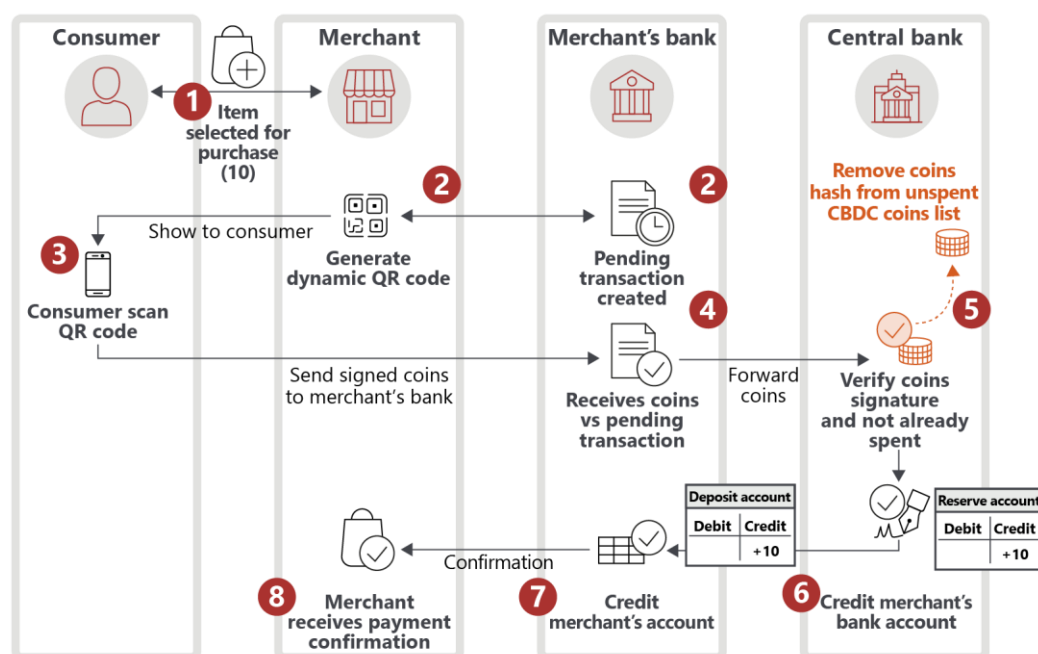 Consumer
Merchant
Merchant's bank
Central bank
1
Item
selected for
purchase
(10)
2
2
Remove coins
hash from unspent
CBDC coins list
Show to consumer
3
Generate
dynamic QR code
Pending
transaction
created
Consumer scan
QR code
4
5
Send signed coins
to merchant's bank
Receives coins
vs pending
transaction
Forward
coins
Verify coins
signature
and not already
spent
Deposit account
Debit
Credit
+10
Reserve account
Debit
Credit
+10
Confirmation
8
Merchant
receives payment
confirmation
7
Credit
merchant's account
6
Credit merchant's
bank account